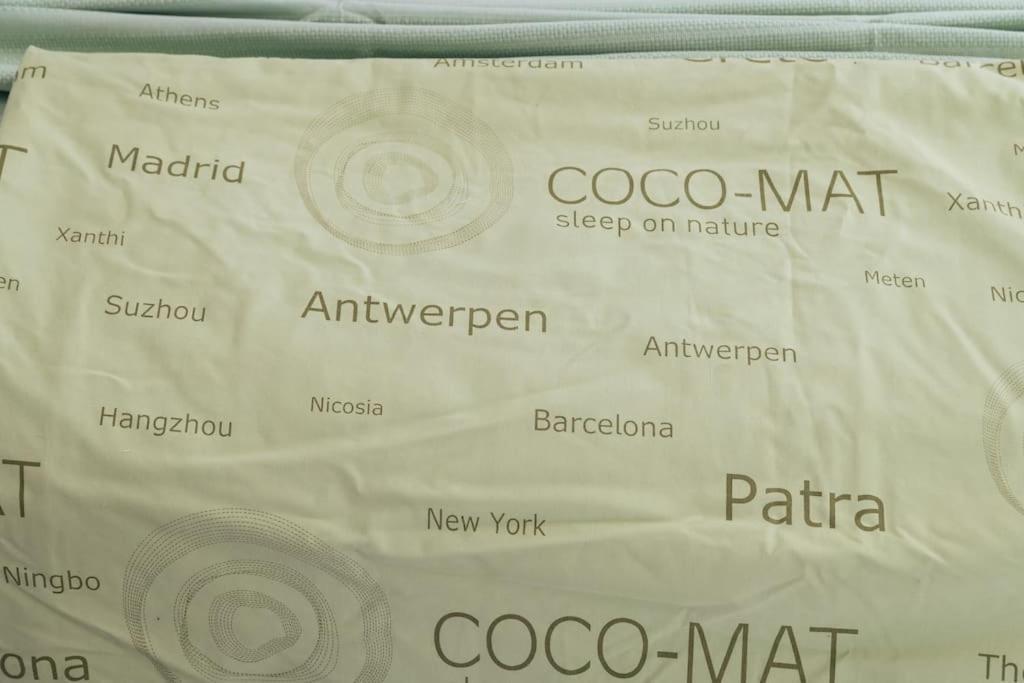 Amsterdam
Athens
Suzhou
Madrid
COCO-MAT
sleep on nature
Xanthi
Meten
Suzhou
Antwerpen
Antwerpen
Nicosia
Hangzhou
Barcelona
Patra
New York
Ningbo
COCO-MAT